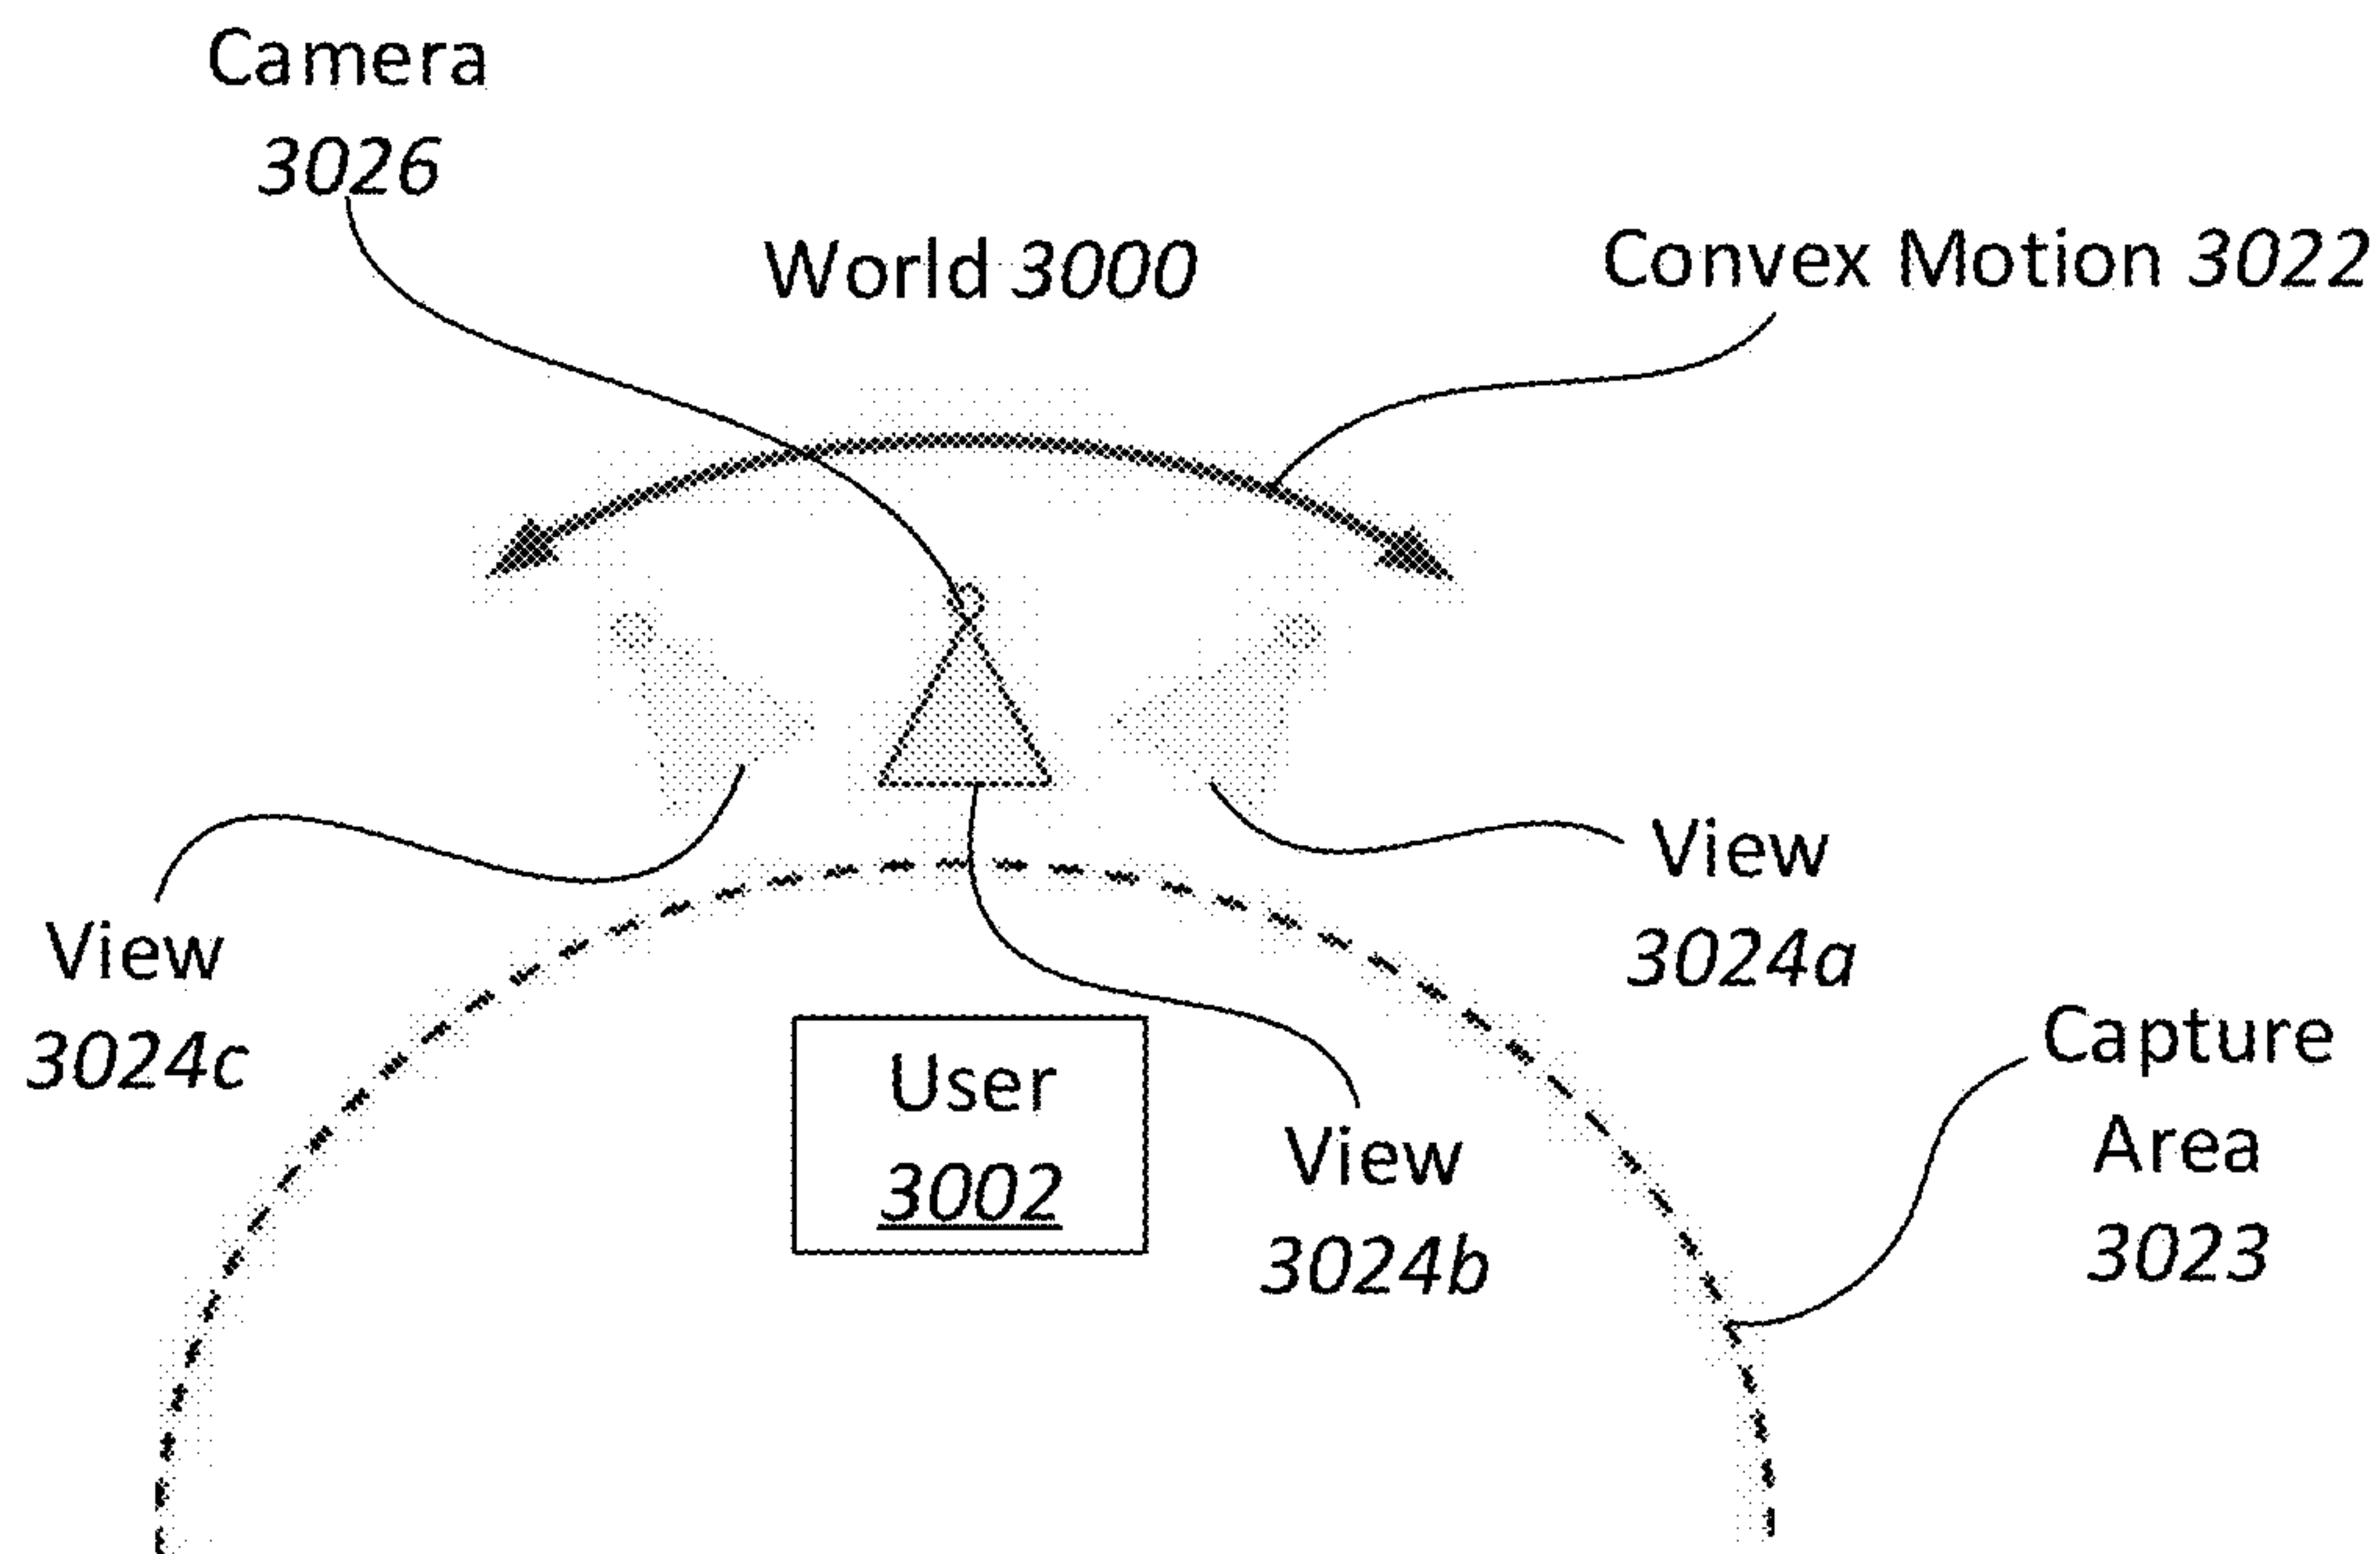 Camera
3026
World 3000
Convex Motion 3022
View
3024a
View
3024c
Capture
Area
3023
User
3002
View
3024b